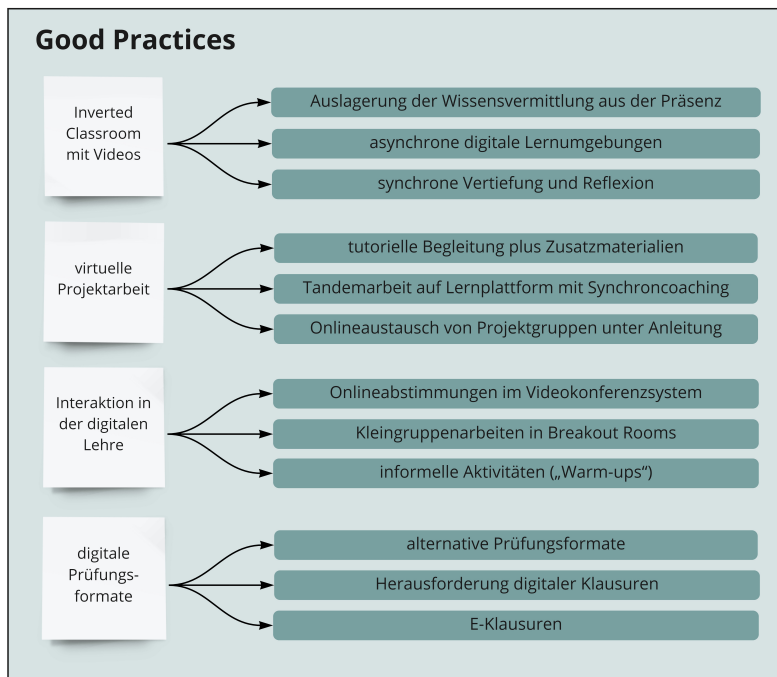 Good Practices
Inverted
Classroom
mit Videos
Auslagerung der Wissensvermittlung aus der Präsenz
asynchrone digitale Lernumgebungen
synchrone Vertiefung und Reflexion
virtuelle
Projektarbeit
tutorielle Begleitung plus Zusatzmaterialien
Tandemarbeit auf Lernplattform mit Synchroncoaching
Onlineaustausch von Projektgruppen unter Anleitung
Interaktion in
der digitalen
Lehre
Onlineabstimmungen im Videokonferenzsystem
Kleingruppenarbeiten in Breakout Rooms
informelle Aktivitäten („Warm-ups“)
digitale
Prüfungs-
formate
alternative Prüfungsformate
Herausforderung digitaler Klausuren
E-Klausuren